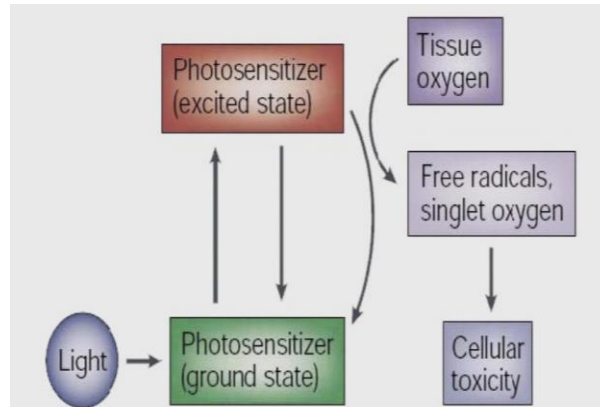 Photosensitizer
(excited state)
Tissue
oxygen
Free radicals,
singlet oxygen
Light
Photosensitizer
(ground state)
Cellular
toxicity